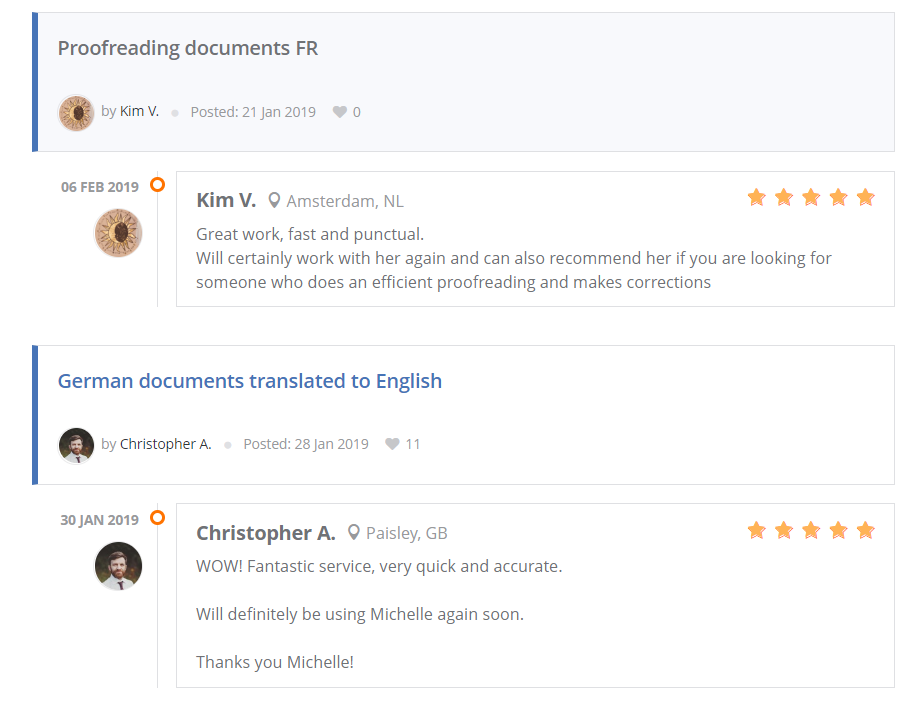 Proofreading documents FR
by Kim V. Posted: 21 Jan 2019 0
06 FEB 2019
Kim V. Amsterdam, NL
Great work, fast and punctual.
Will certainly work with her again and can also recommend her if you are looking for
someone who does an efficient proofreading and makes corrections
German documents translated to English
by Christopher A. Posted: 28 Jan 2019 11
30 JAN 2019
Christopher A. Paisley, GB
WOW! Fantastic service, very quick and accurate.
Will definitely be using Michelle again soon.
Thanks you Michelle!